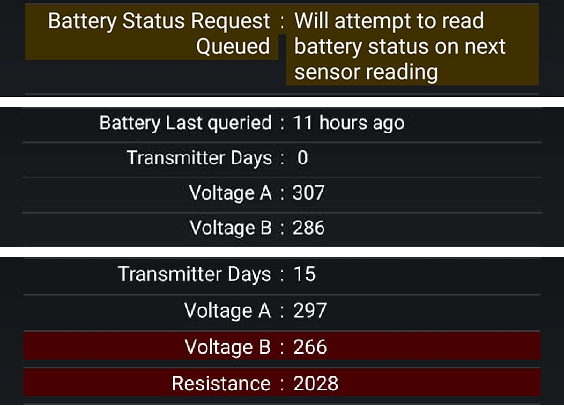 Battery Status Request : Will attempt to read
Queued battery status on next
sensor reading
Battery Last queried : 11 hours ago
Transmitter Days : 0
Voltage A : 307
Voltage B : 286
Transmitter Days : 15
Voltage A : 297
Voltage B : 266
Resistance : 2028